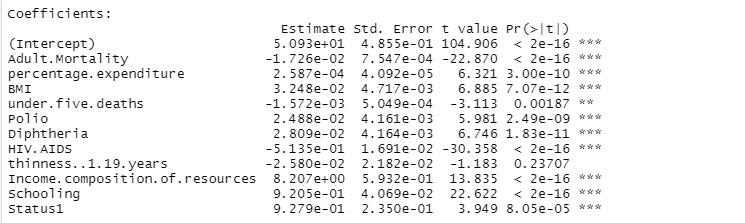 Coefficients:
Estimate Std. Error t value Pr(>|t|)
(Intercept) 5.093e+01 4.855e-01 104.906 < 2e-16 ***
Adult.Mortality -1.726e-02 7.547e-04 -22.870 < 2e-16 ***
percentage.expenditure 2.587e-04 4.092e-05 6.321 3.00e-10 ***
BMI 3.248e-02 4.717e-03 6.885 7.07e-12 ***
under.five.deaths -1.572e-03 5.049e-04 -3.113 0.00187 **
Polio 2.488e-02 4.161e-03 5.981 2.49e-09 ***
Diphtheria 2.809e-02 4.164e-03 6.746 1.83e-11 ***
HIV.AIDS -5.135e-01 1.691e-02 -30.358 < 2e-16 ***
thinness..1.19.years -2.580e-02 2.182e-02 -1.183 0.23707
Income.composition.of.resources 8.207e+00 5.932e-01 13.835 < 2e-16 ***
Schooling 9.205e-01 4.069e-02 22.622 < 2e-16 ***
Status1 9.279e-01 2.350e-01 3.949 8.05e-05 ***